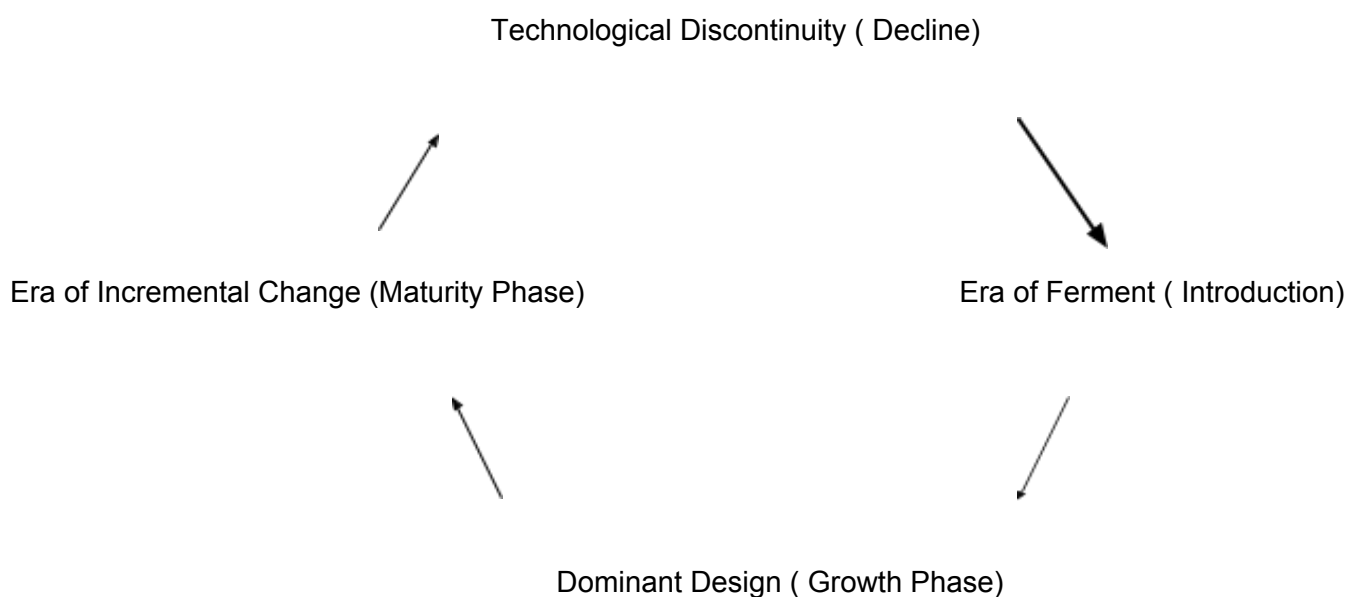 Technological Discontinuity ( Decline)
Era of Incremental Change (Maturity Phase)
Era of Ferment ( Introduction)
Dominant Design ( Growth Phase)